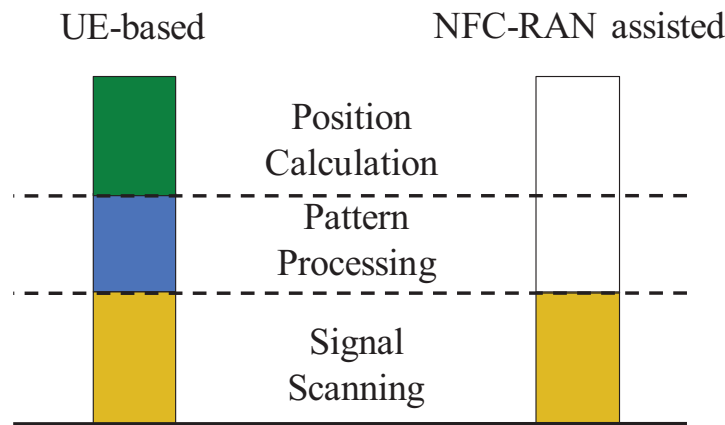 UE-based
NFC-RAN assisted
Position
Calculation
Pattern
Processing
Signal
Scanning